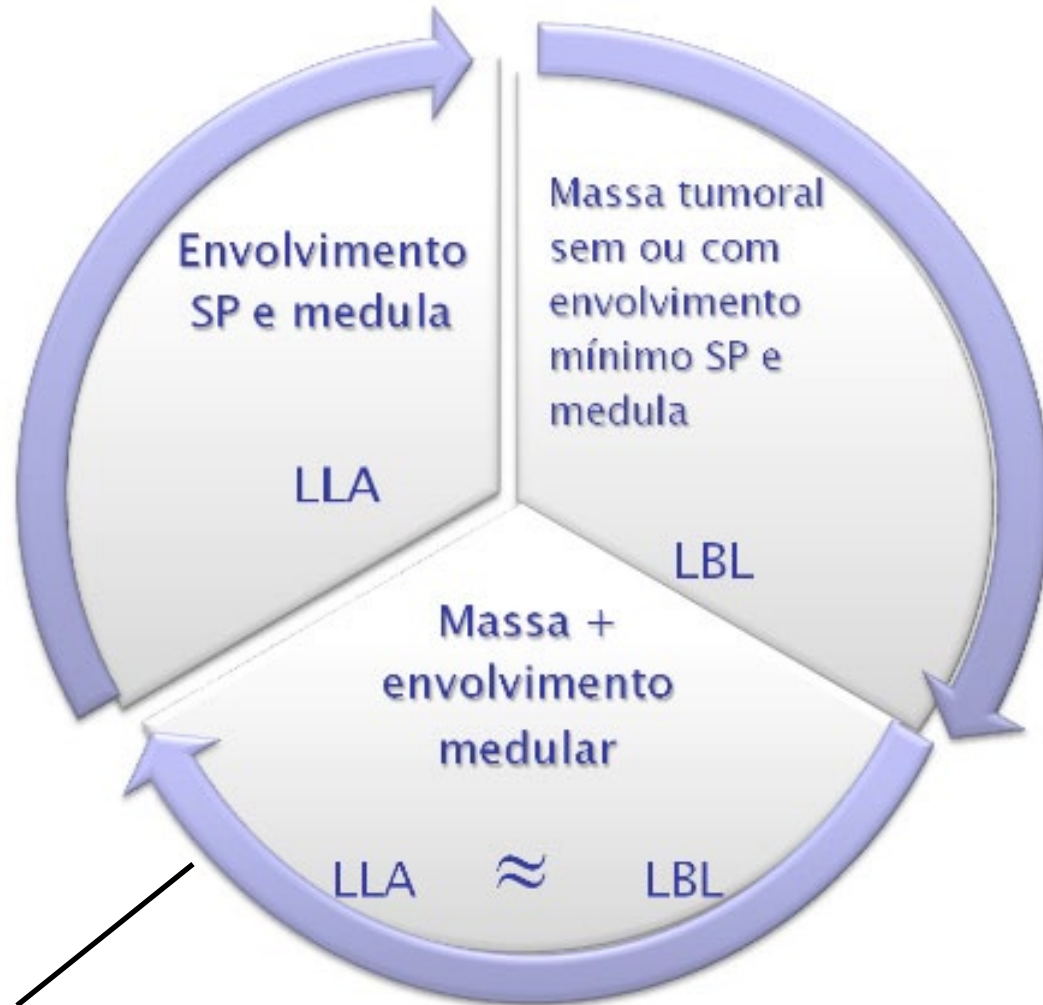 Envolvimento
SP e medula
LLA
Massa tumoral
sem ou com
envolvimento
mínimo SP e
medula
LBL
Massa +
envolvimento
medular
LLA ≈ LBL